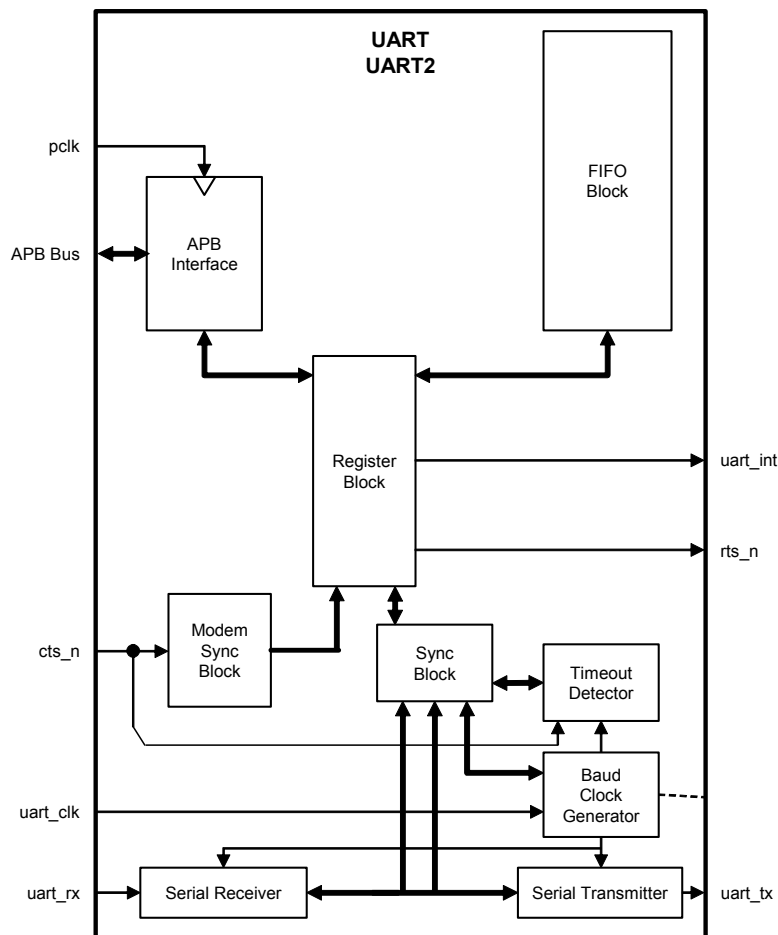 UART
UART2
pclk
FIFO
Block
APB Bus
APB
Interface
Register
Block
uart_int
rts_n
cts_n
Modem
Sync
Block
Sync
Block
Timeout
Detector
uart_clk
Baud
Clock
Generator
uart_rx
Serial Receiver
Serial Transmitter
uart_tx